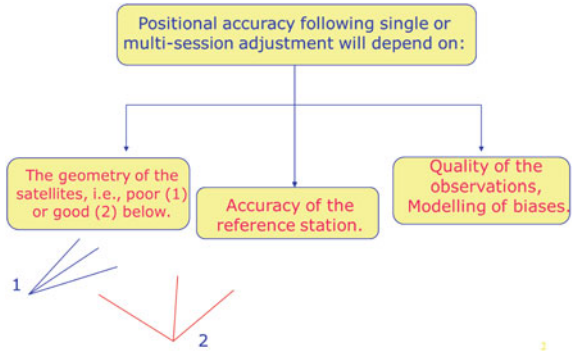 Positional accuracy following single or
multi-session adjustment will depend on:
The geometry of the
satellites, i.e., poor (1)
or good (2) below.
Accuracy of the
reference station.
Quality of the
observations,
Modelling of biases.
1
2
2